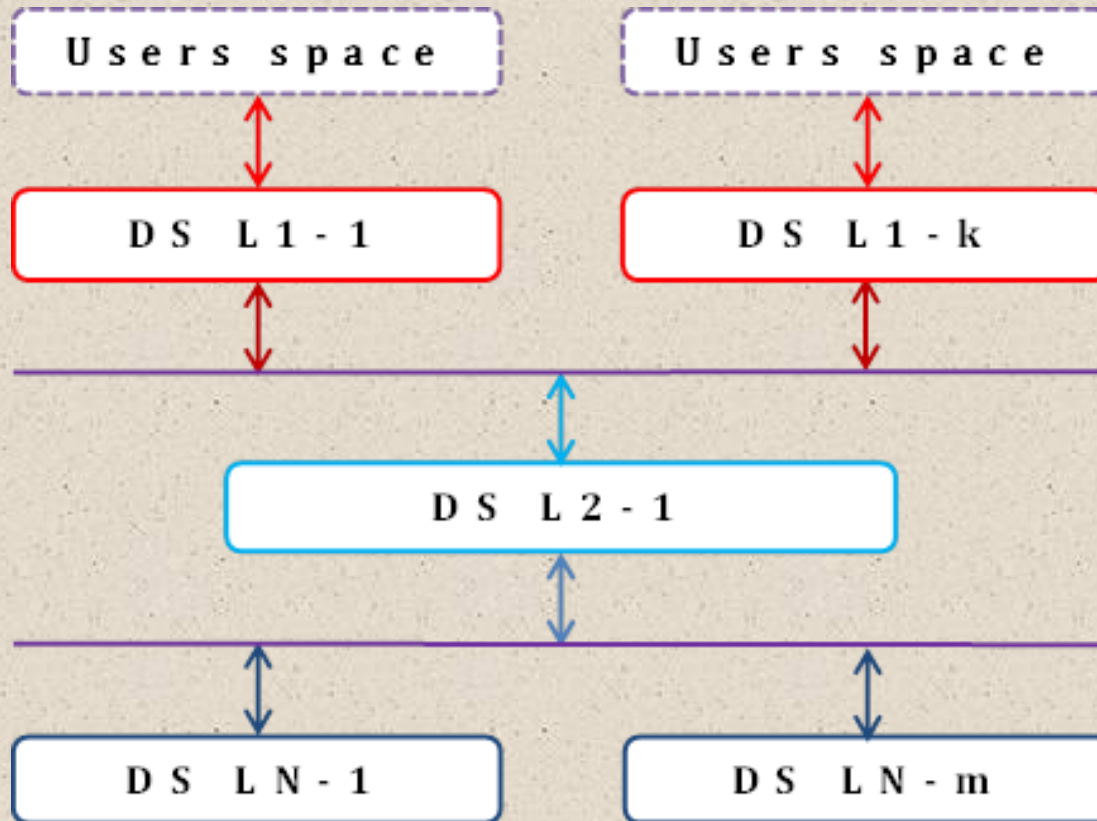 Users space
Users space
DS L1-1
DS L1-k
DS L2-1
DS LN-1
DS LN-m